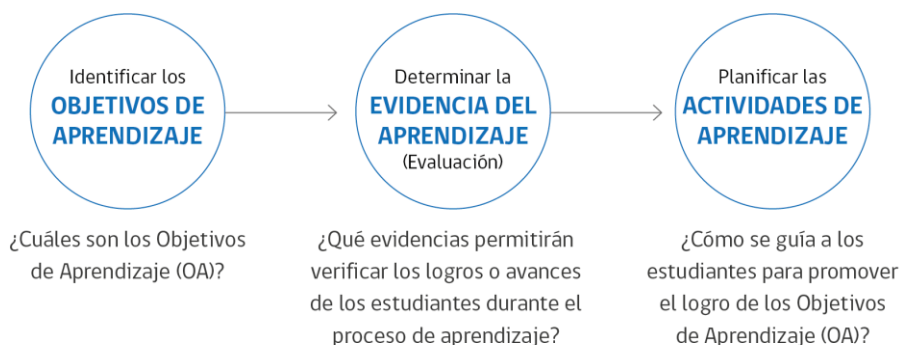 Identificar los
OBJETIVOS DE
APRENDIZAJE
Determinar la
EVIDENCIA DEL
APRENDIZAJE
(Evaluación)
Planificar las
ACTIVIDADES DE
APRENDIZAJE
¿Cuáles son los Objetivos
de Aprendizaje (OA)?
¿Qué evidencias permitirán
verificar los logros o avances
de los estudiantes durante el
proceso de aprendizaje?
¿Cómo se guía a los
estudiantes para promover
el logro de los Objetivos
de Aprendizaje (OA)?